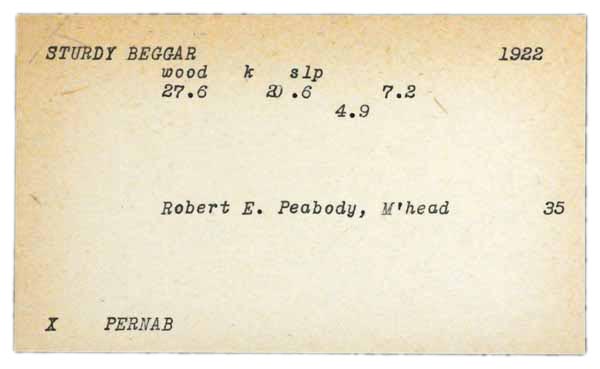 STURDY BEGGAR 1922
wood k slp
27.6 20.6 7.2
4.9
Robert E. Peabody, M'head 35
X PERNAB